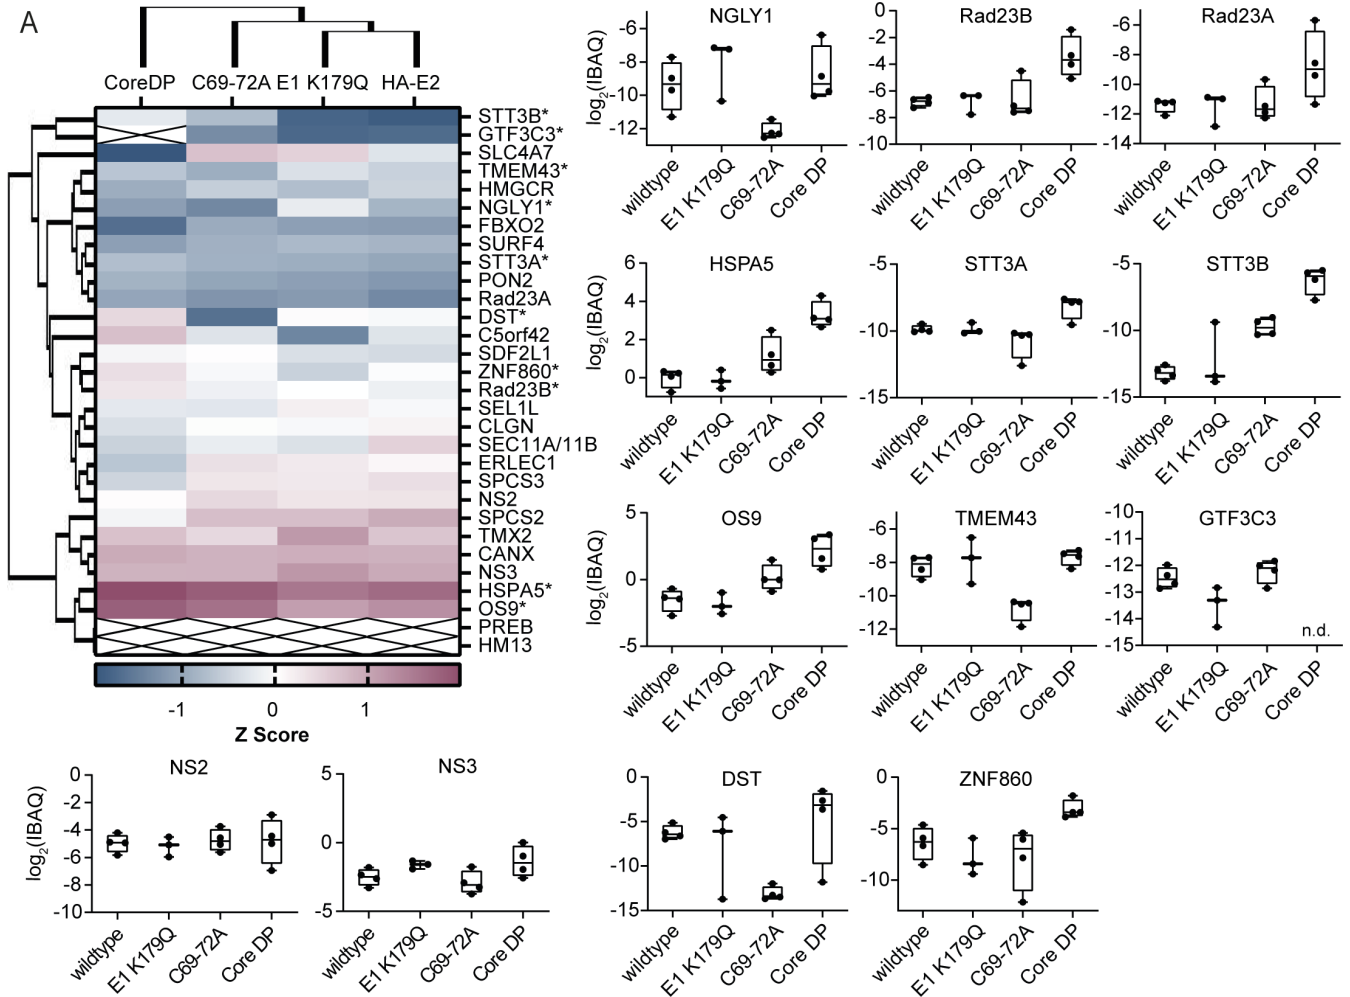 A
CoreDP C69-72A E1 K179Q HA-E2
STT3B*
GTF3C3*
SLC4A7
TMEM43*
HMGCR
NGLY1*
FBXO2
SURF4
STT3A*
PON2
Rad23A
DST*
C5orf42
SDF2L1
ZNF860*
Rad23B*
SEL1L
CLGN
SEC11A/11B
ERLEC1
SPCS3
NS2
SPCS2
TMX2
CANX
NS3
HSPA5*
OS9*
PREB
HM13
-1 0 1
Z Score
NGLY1
log2(IBAQ)
-6
-8
-10
-12
wildtype
E1 K179Q
C69-72A
Core DP
Rad23B
0
-2
-4
-6
-8
-10
wildtype
E1 K179Q
C69-72A
Core DP
Rad23A
-6
-8
-10
-12
-14
wildtype
E1 K179Q
C69-72A
Core DP
HSPA5
log2(IBAQ)
6
4
2
0
wildtype
E1 K179Q
C69-72A
Core DP
STT3A
-5
-10
-15
wildtype
E1 K179Q
C69-72A
Core DP
STT3B
-5
-10
-15
wildtype
E1 K179Q
C69-72A
Core DP
OS9
log2(IBAQ)
5
0
-5
wildtype
E1 K179Q
C69-72A
Core DP
TMEM43
-6
-8
-10
-12
wildtype
E1 K179Q
C69-72A
Core DP
GTF3C3
-10
-11
-12
-13
-14
-15
n.d.
wildtype
E1 K179Q
C69-72A
Core DP
NS2
log2(IBAQ)
0
-2
-4
-6
-8
-10
wildtype
E1 K179Q
C69-72A
Core DP
NS3
5
0
-5
wildtype
E1 K179Q
C69-72A
Core DP
DST
0
-5
-10
-15
wildtype
E1 K179Q
C69-72A
Core DP
ZNF860
0
-5
-10
wildtype
E1 K179Q
C69-72A
Core DP